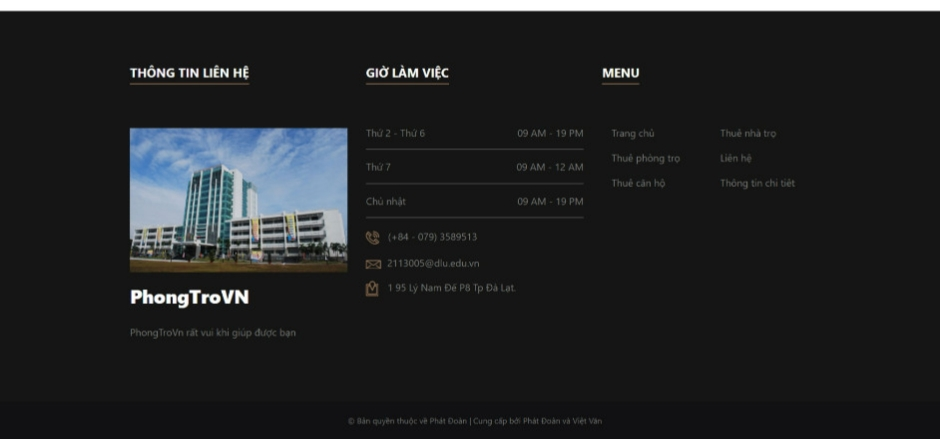 THÔNG TIN LIÊN HỆ
PhongTroVN
PhongTroVn rất vui khi giúp được bạn
GIỜ LÀM VIỆC
Thứ 2 - Thứ 6 09 AM - 19 PM
Thứ 7 09 AM - 12 AM
Chủ nhật 09 AM - 19 PM
(+84 - 079) 3589513
2113005@dlu.edu.vn
1 95 Lý Nam Đế P8 Tp Đà Lạt.
MENU
Trang chủ Thuê nhà trọ
Thuê phòng trọ Liên hệ
Thuê căn hộ Thông tin chi tiết
© Bản quyền thuộc về Phát Đoàn | Cung cấp bởi Phát Đoàn và Việt Văn